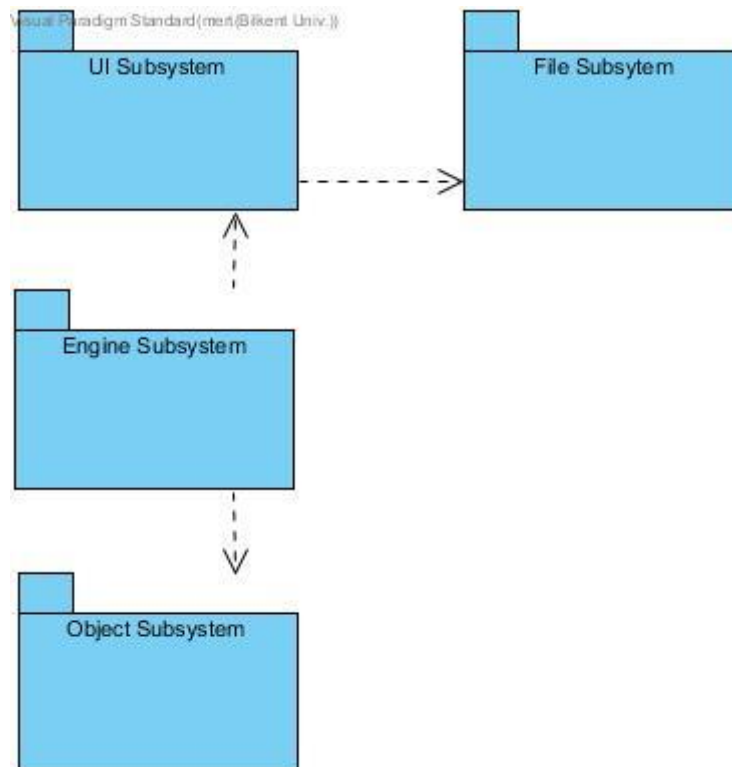 Visual Paradigm Standard(mert(Bilkent Univ.))
UI Subsystem
File Subsytem
Engine Subsystem
Object Subsystem